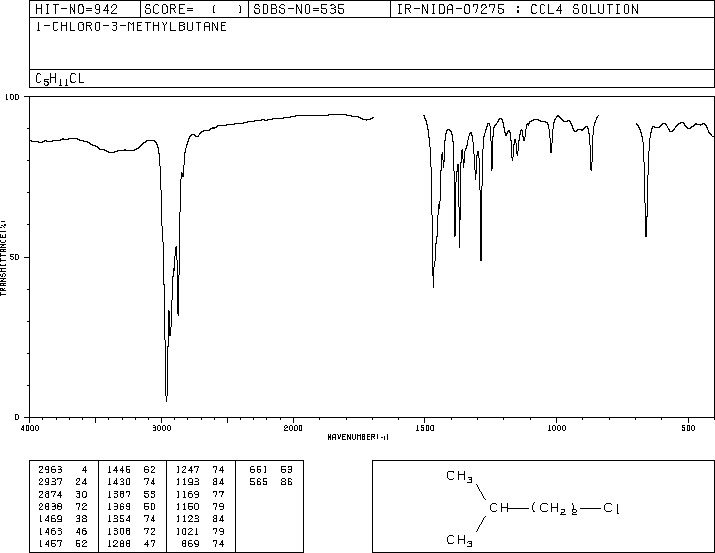 HIT-NO=942 SCORE= ( ) SDBS-NO=535 IR-NIDA-07275 : CCL4 SOLUTION
1-CHLORO-3-METHYLBUTANE
C5H11CL
100
50
0
TRANSMITTANCE(%)
4000 3000 2000 1500 1000 500
WAVENUMBER(-1)
2963 4 1446 62 1247 74 661 53
2937 24 1430 74 1193 84 565 86
2874 30 1387 55 1169 77
2838 72 1369 50 1150 79
1469 38 1354 74 1123 84
1463 46 1308 72 1021 79
1457 52 1288 47 869 74
CH3
CH—(CH2)2—Cl
CH3